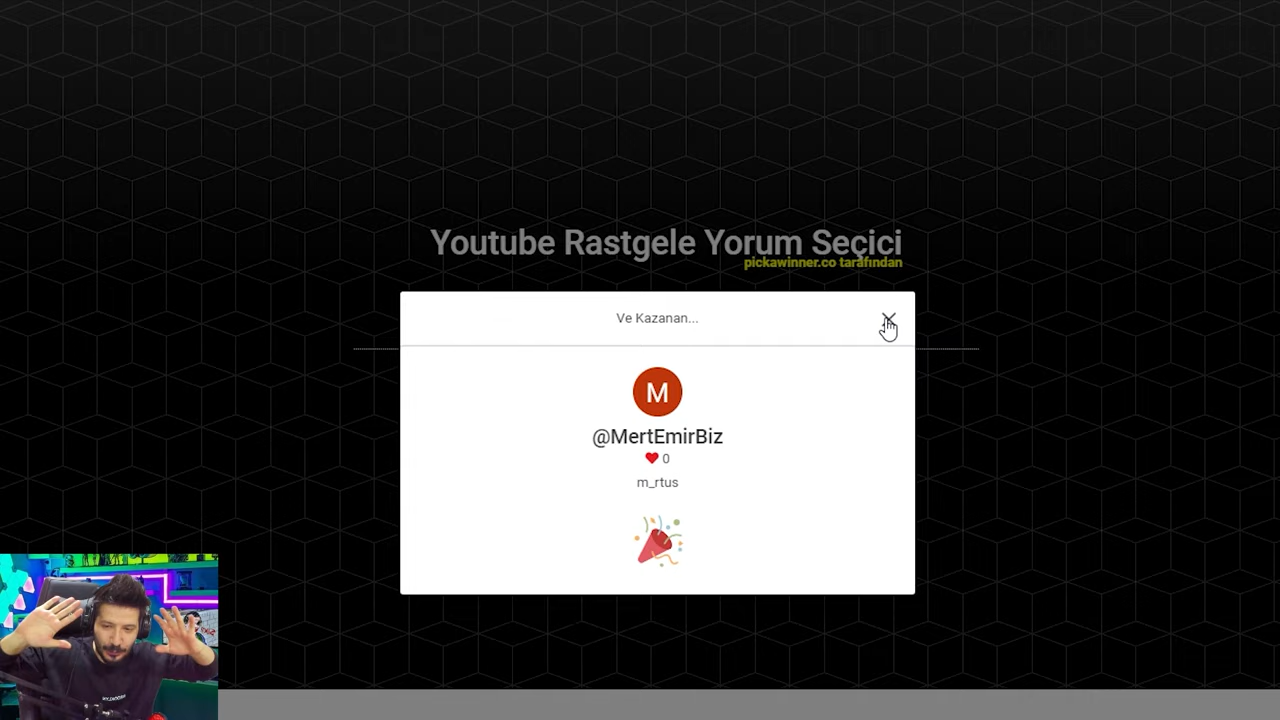 Youtube Rastgele Yorum Seçici
pickawinner.co tarafından
Ve Kazanan...
M
@MertEmirBiz
0
m_rtus